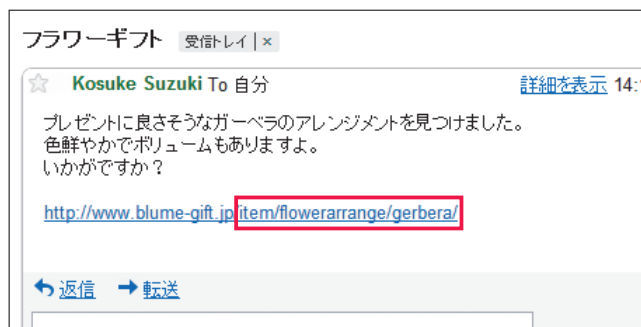 フラワーギフト 受信トレイ | ×
Kosuke Suzuki To 自分 詳細を表示 14:
プレゼントに良さそうなガーベラのアレンジメントを見つけました。
色鮮やかでボリュームもありますよ。
いかがですか？
http://www.blume-gift.jp/item/flowerarrange/gerbera/
返信 転送